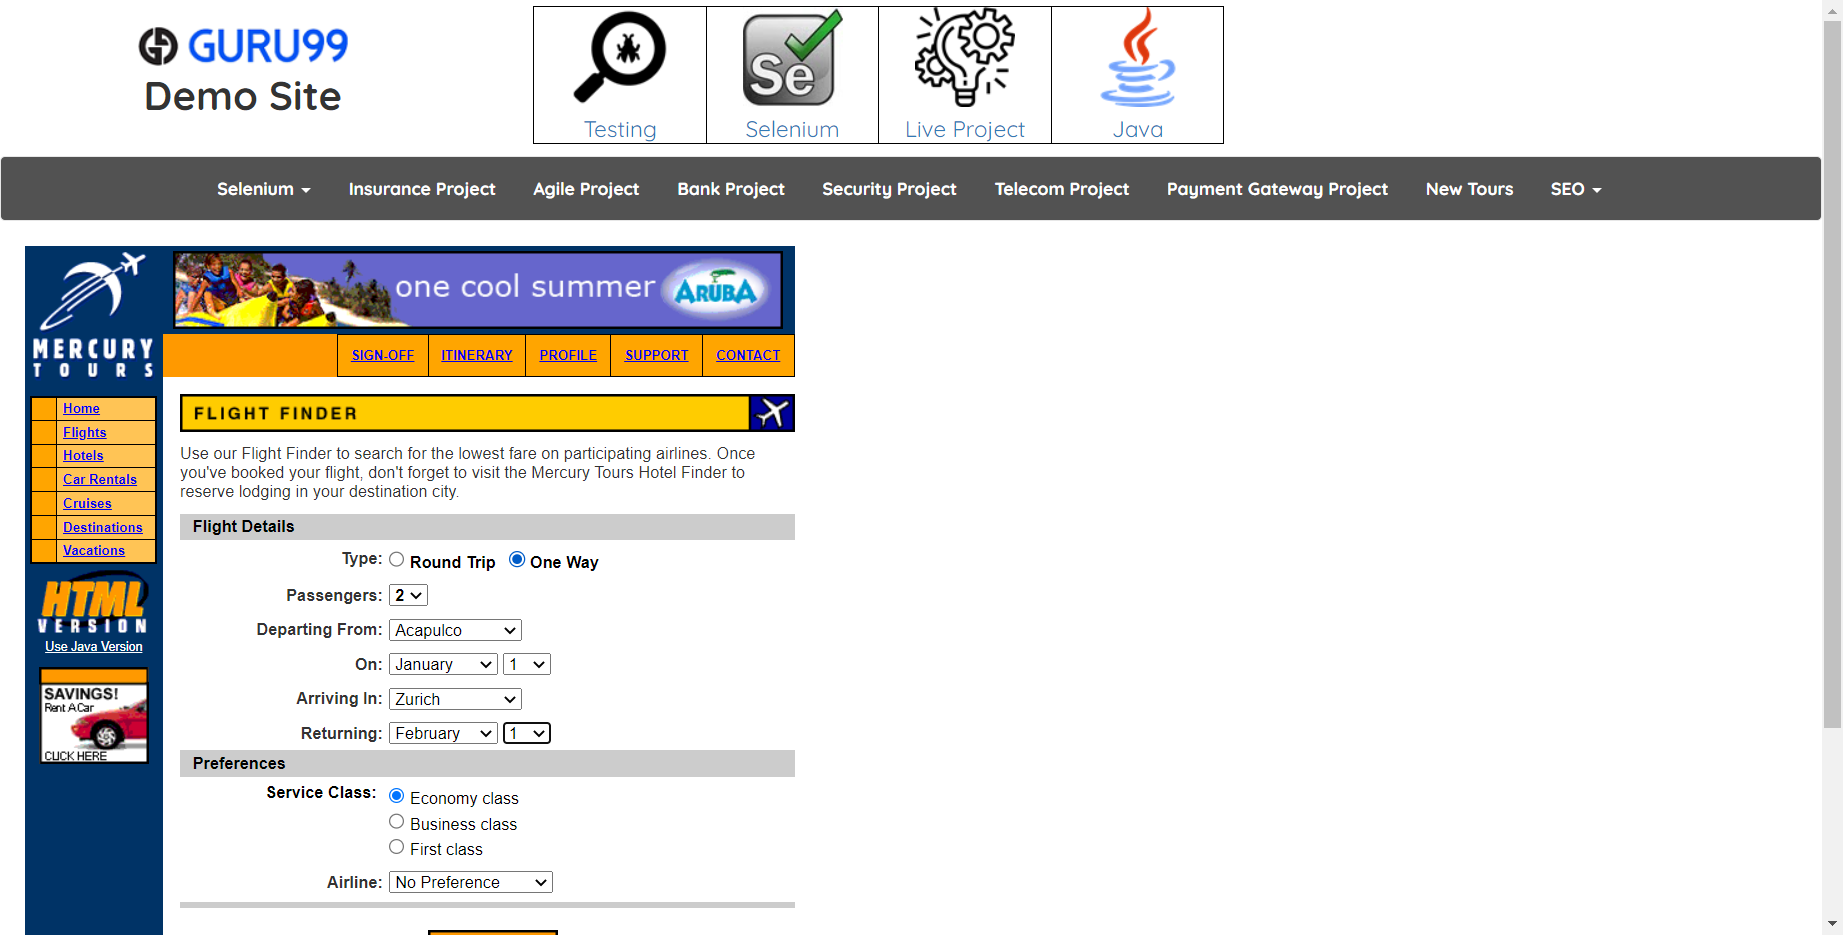 GURU99
Demo Site
Testing
Se
Selenium
Live Project
Java
Selenium
Insurance Project
Agile Project
Bank Project
Security Project
Telecom Project
Payment Gateway Project
New Tours
SEO
MERCURY
TOURS
one cool summer ARUBA
SIGN-OFF
ITINERARY
PROFILE
SUPPORT
CONTACT
Home
Flights
Hotels
Car Rentals
Cruises
Destinations
Vacations
HTML
VERSION
Use Java Version
SAVINGS!
Rent A Car
CLICK HERE
FLIGHT FINDER
Use our Flight Finder to search for the lowest fare on participating airlines. Once
you've booked your flight, don't forget to visit the Mercury Tours Hotel Finder to
reserve lodging in your destination city.
Flight Details
Type: Round Trip One Way
Passengers: 2
Departing From: Acapulco
On: January 1
Arriving In: Zurich
Returning: February 1
Preferences
Service Class: Economy class
Business class
First class
Airline: No Preference